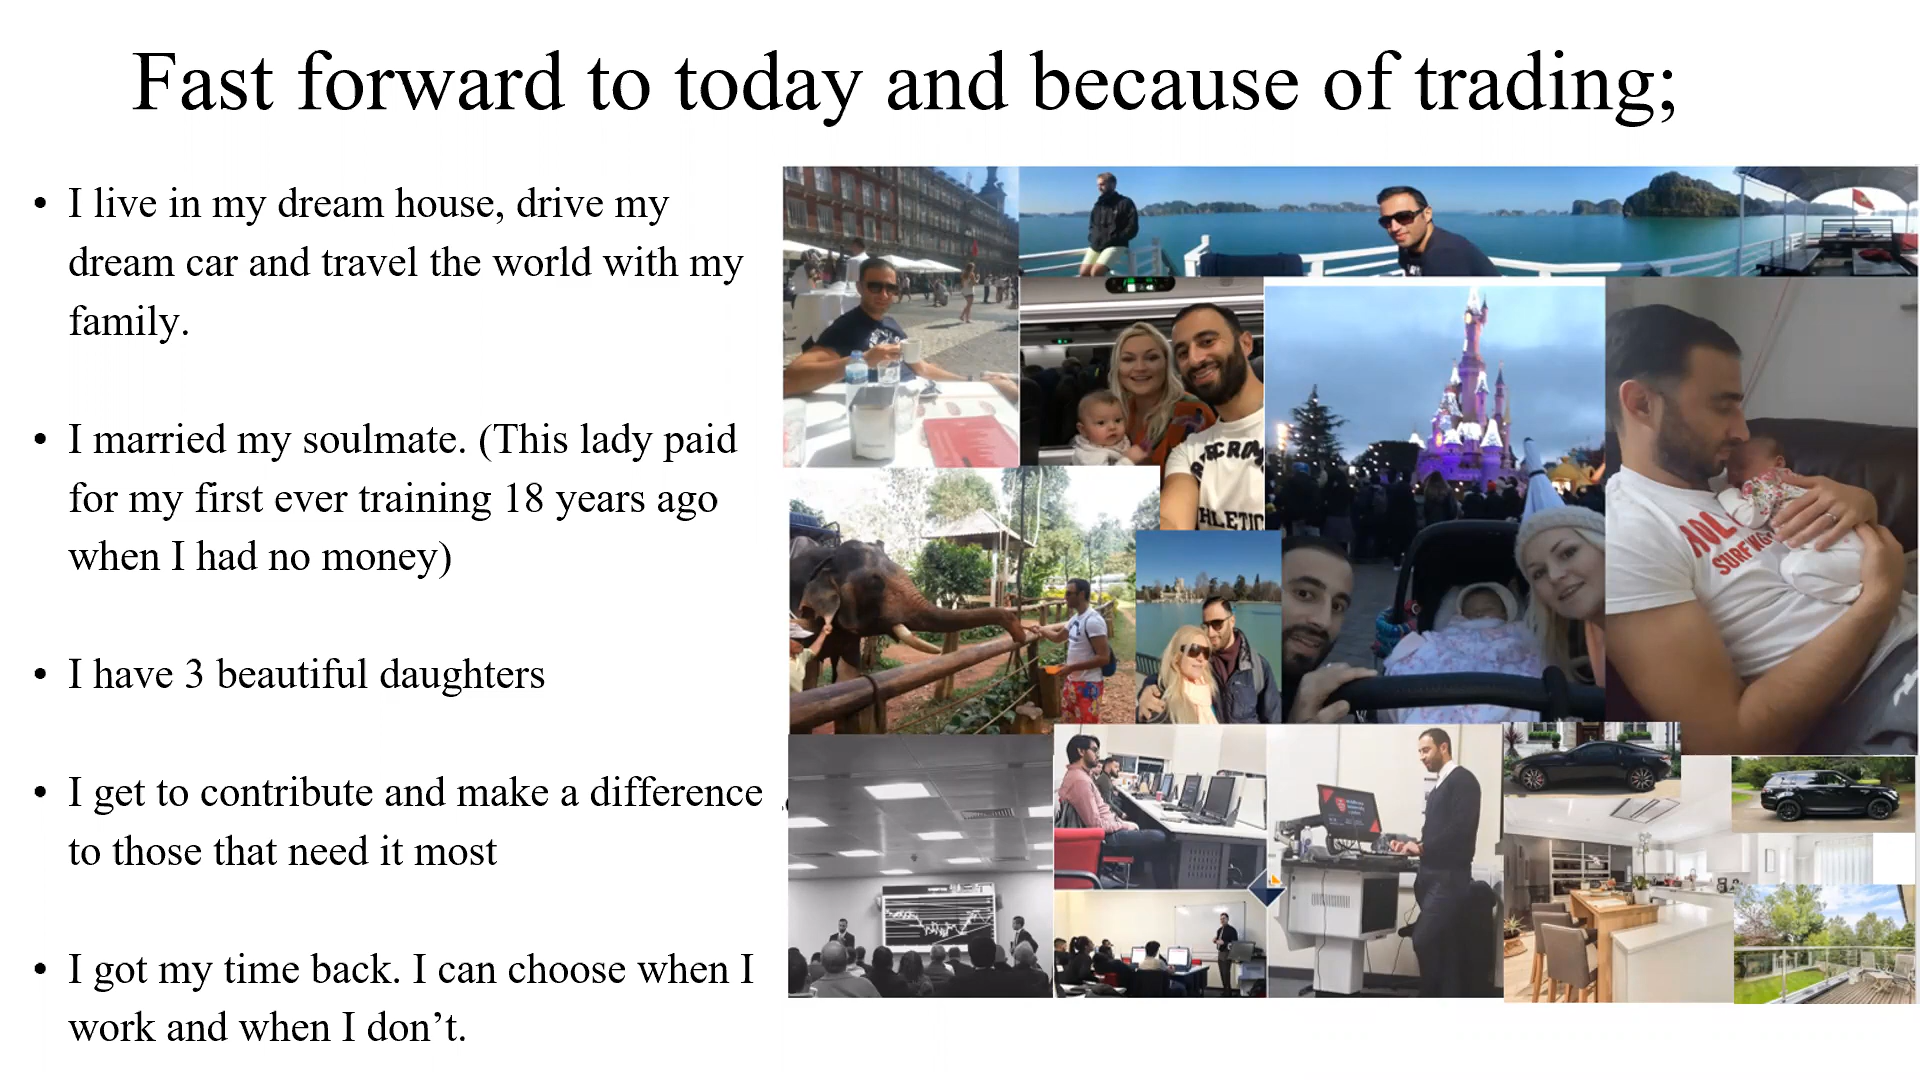 Fast forward to today and because of trading;
• I live in my dream house, drive my
dream car and travel the world with my
family.
• I married my soulmate. (This lady paid
for my first ever training 18 years ago
when I had no money)
• I have 3 beautiful daughters
• I get to contribute and make a difference
to those that need it most
• I got my time back. I can choose when I
work and when I don’t.